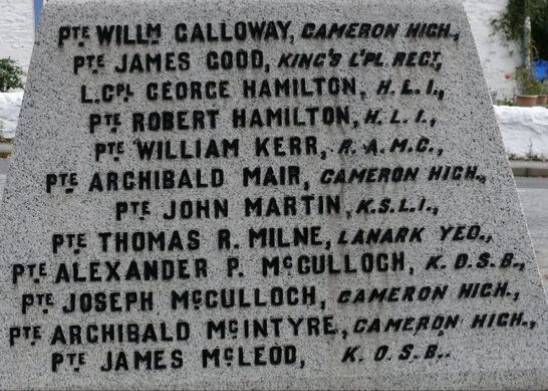 PTE WILLM GALLOWAY, CAMERON HIGH.,
PTE JAMES GOOD, KING'S L'PL REGT,
L.CPL GEORGE HAMILTON, H.L.I.,
PTE ROBERT HAMILTON, H.L.I.,
PTE WILLIAM KERR, R.A.M.C.,
PTE ARCHIBALD MAIR, CAMERON HIGH.,
PTE JOHN MARTIN, K.S.L.I.,
PTE THOMAS R. MILNE, LANARK YEO.,
PTE ALEXANDER P. McCULLOCH, K.O.S.B.,
PTE JOSEPH McCULLOCH, CAMERON HIGH.,
PTE ARCHIBALD McINTYRE, CAMERON HIGH.,
PTE JAMES McLEOD, K.O.S.B..